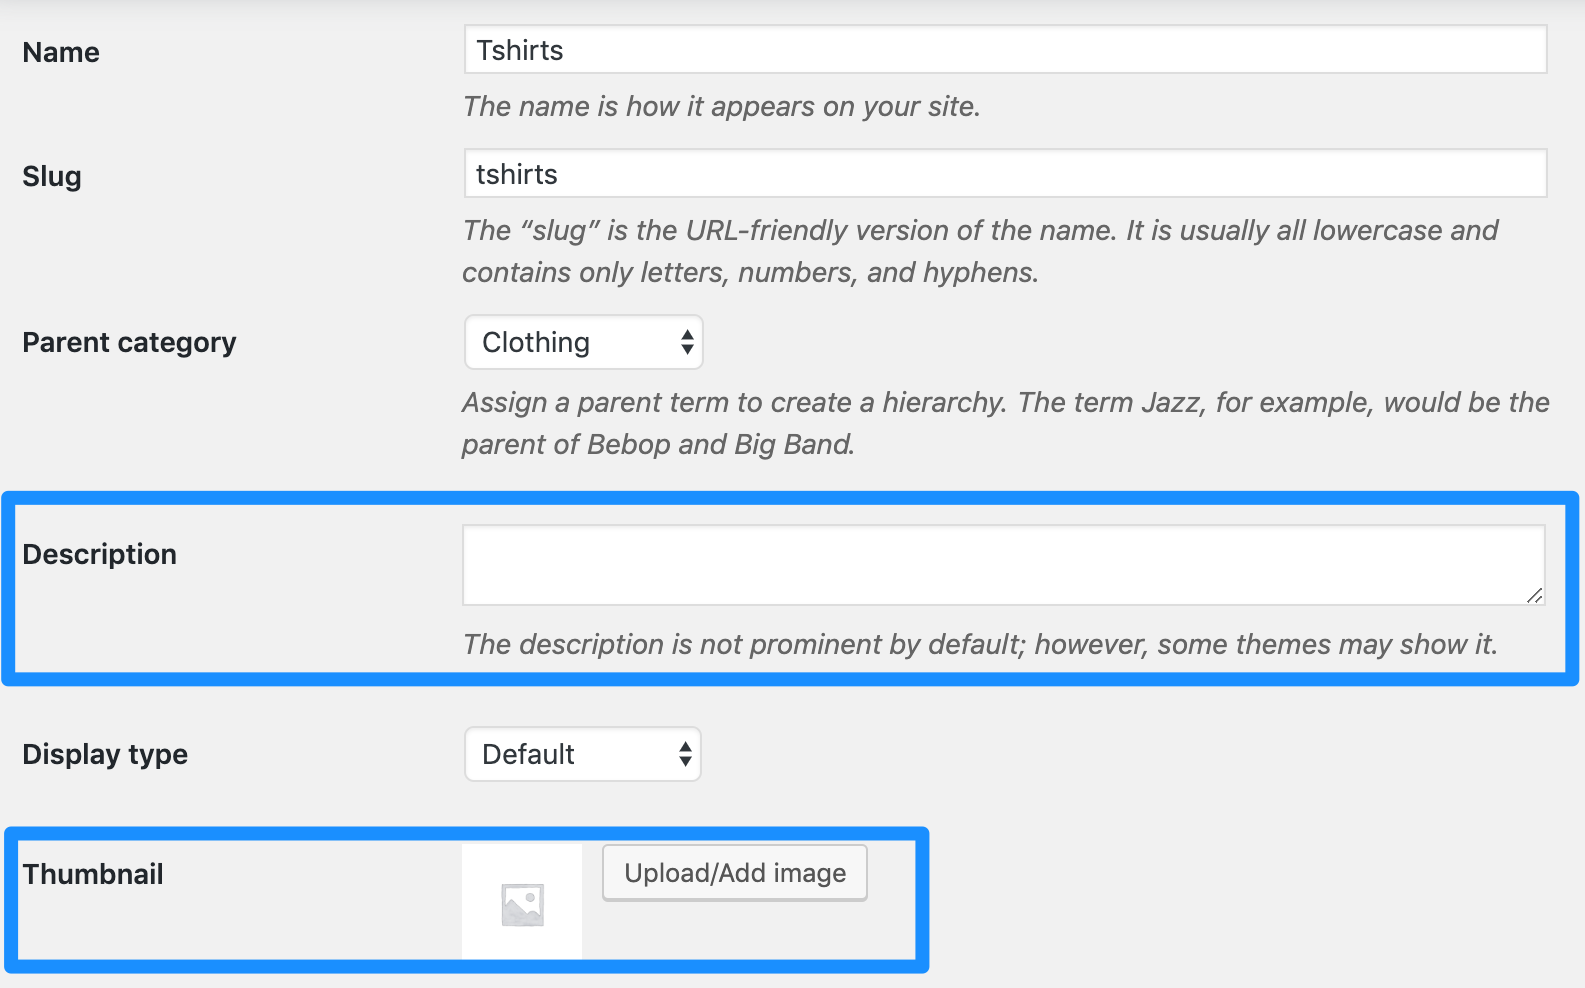 Name
Tshirts
The name is how it appears on your site.
Slug
tshirts
The “slug” is the URL-friendly version of the name. It is usually all lowercase and
contains only letters, numbers, and hyphens.
Parent category
Clothing
Assign a parent term to create a hierarchy. The term Jazz, for example, would be the
parent of Bebop and Big Band.
Description
The description is not prominent by default; however, some themes may show it.
Display type
Default
Thumbnail
Upload/Add image